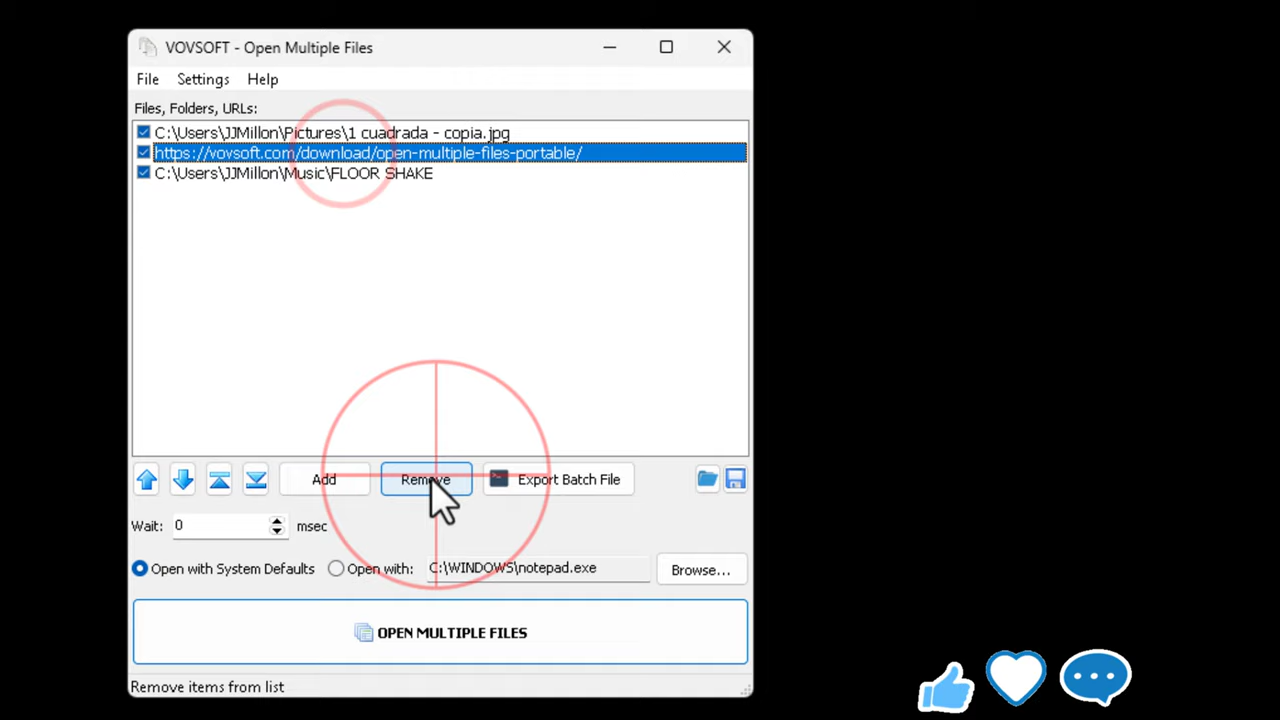 VOVSOFT - Open Multiple Files
File Settings Help
Files, Folders, URLs:
C:\Users\JJMillon\Pictures\1 cuadrada - copia.jpg
https://vovsoft.com/download/open-multiple-files-portable/
C:\Users\JJMillon\Music\FLOOR SHAKE
Add Remove Export Batch File
Wait: 0 msec
Open with System Defaults Open with: C:\WINDOWS\notepad.exe Browse...
OPEN MULTIPLE FILES
Remove items from list